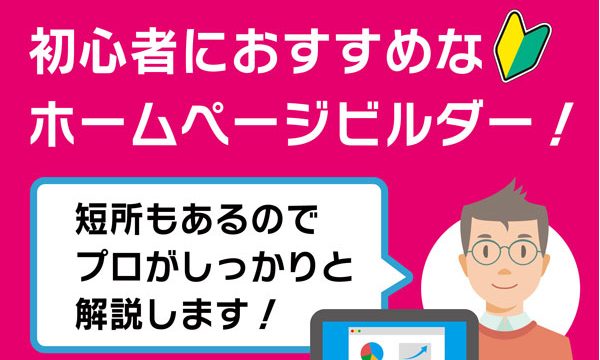 初心者におすすめな
ホームページビルダー！
短所もあるので
プロがしっかりと
解説します！